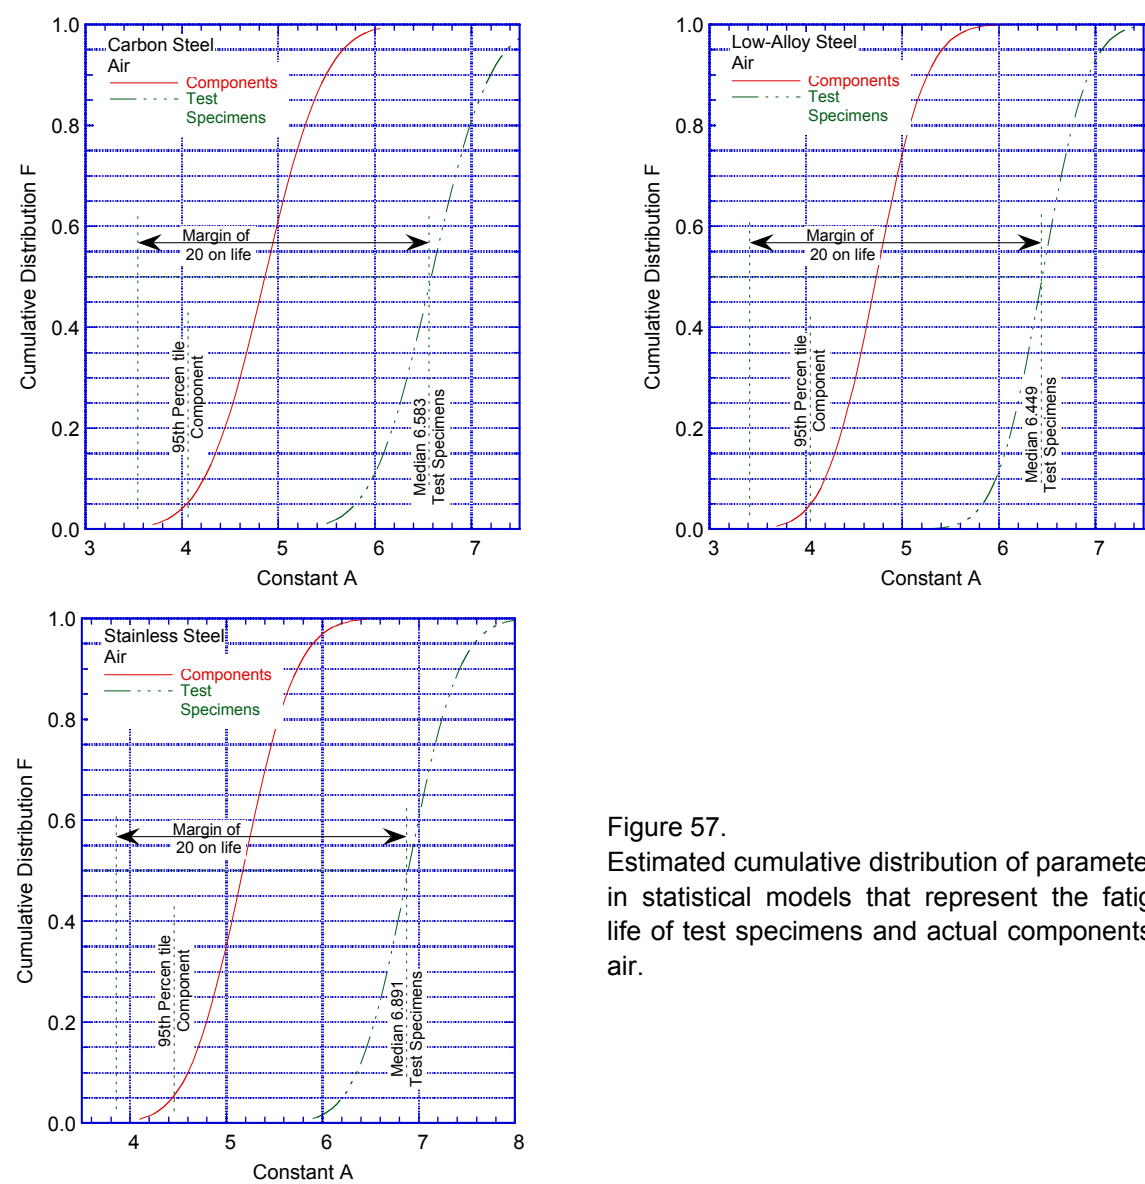 Carbon Steel
Air
Components
Test
Specimens
Margin of
20 on life
95th Percen tile
Component
Median 6.583
Test Specimens
Cumulative Distribution F
1.0
0.8
0.6
0.4
0.2
0.0
3 4 5 6 7
Constant A
Low-Alloy Steel
Air
Components
Test
Specimens
Margin of
20 on life
95th Percen tile
Component
Median 6.449
Test Specimens
Cumulative Distribution F
1.0
0.8
0.6
0.4
0.2
0.0
3 4 5 6 7
Constant A
Stainless Steel
Air
Components
Test
Specimens
Margin of
20 on life
95th Percen tile
Component
Median 6.891
Test Specimens
Cumulative Distribution F
1.0
0.8
0.6
0.4
0.2
0.0
4 5 6 7 8
Constant A
Figure 57.
Estimated cumulative distribution of paramete
in statistical models that represent the fatig
life of test specimens and actual components
air.